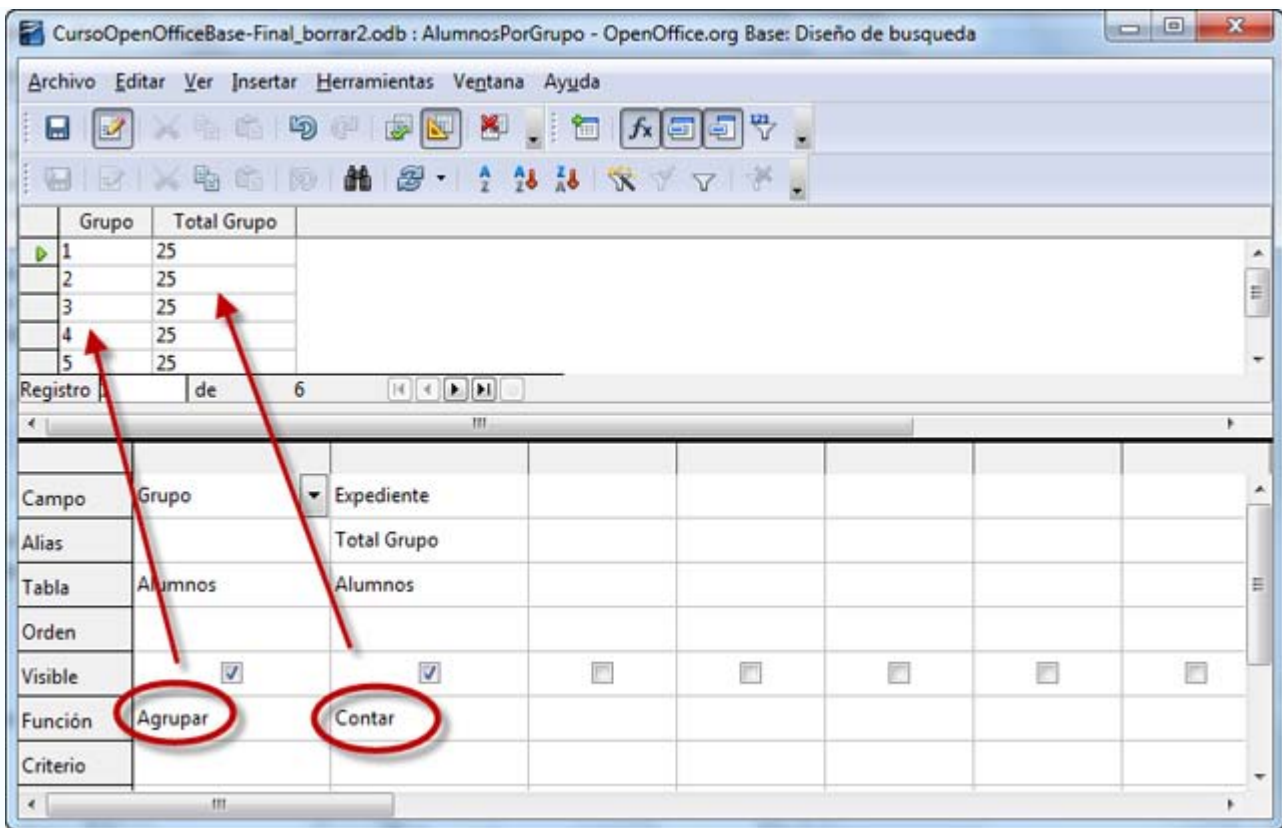 CursoOpenOfficeBase-Final_borrar2.odb : AlumnosPorGrupo - OpenOffice.org Base: Diseño de busqueda
Archivo Editar Ver Insertar Herramientas Ventana Ayuda
Grupo Total Grupo
1 25
2 25
3 25
4 25
5 25
Registro de 6
Campo Grupo Expediente
Alias Total Grupo
Tabla Alumnos Alumnos
Orden
Visible
Función Agrupar Contar
Criterio